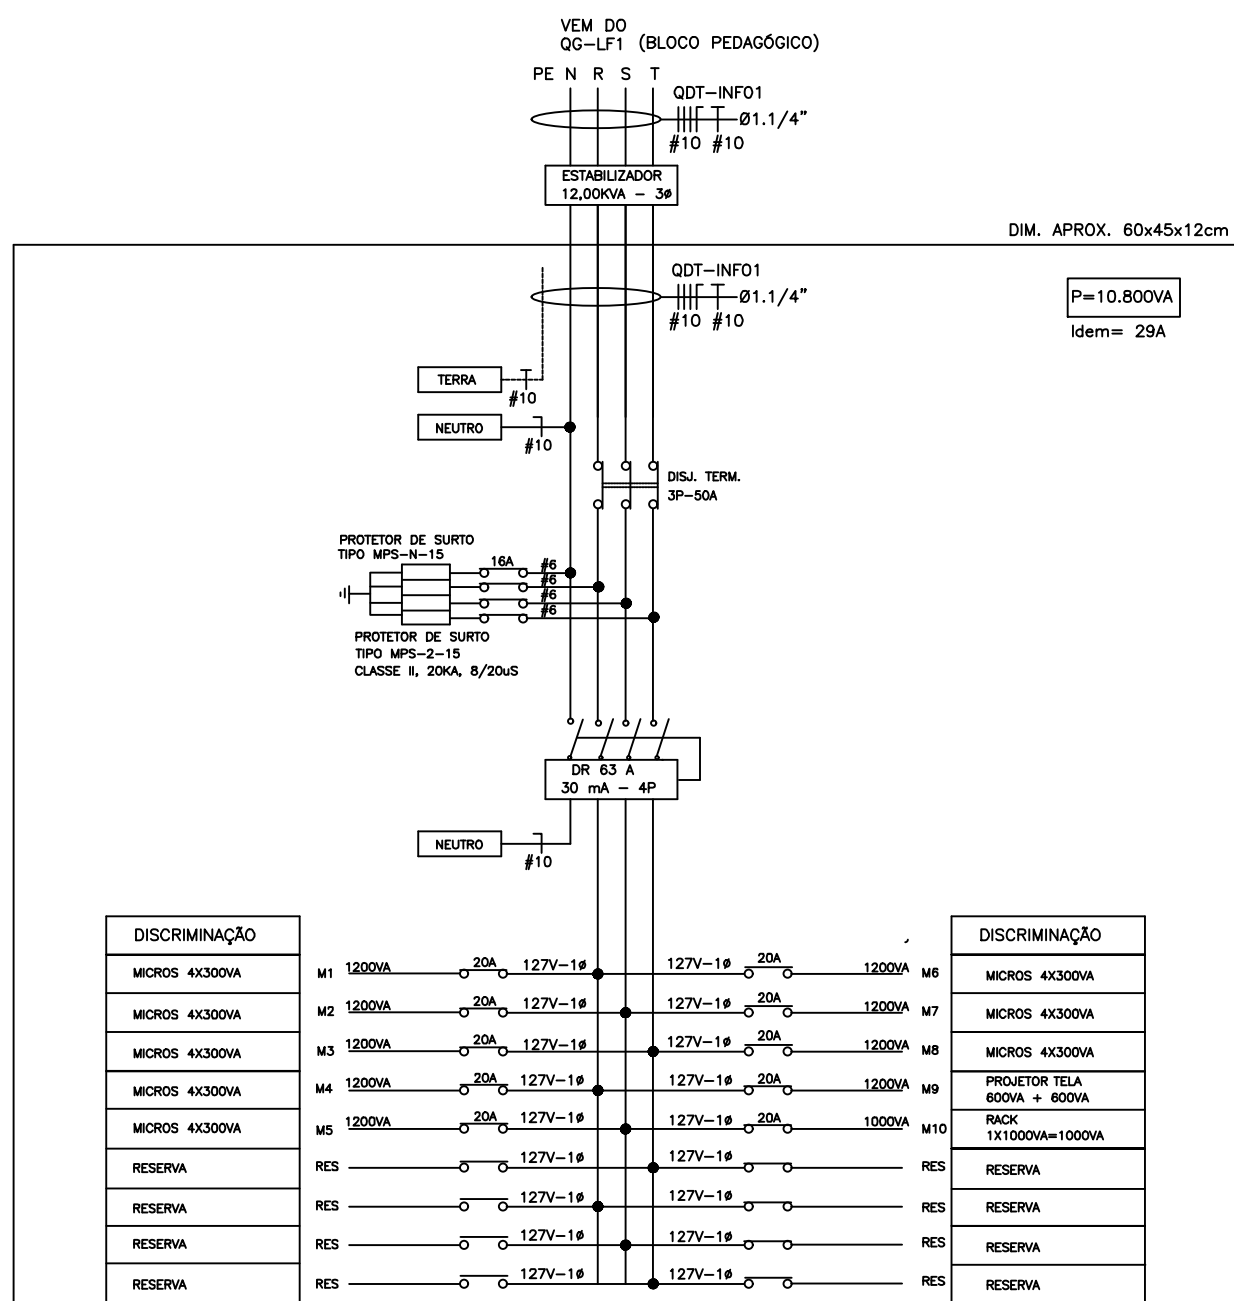 VEM DO
QG-LF1 (BLOCO PEDAGÓGICO)
PE N R S T
QDT-INF01
Ø1.1/4"
#10 #10
ESTABILIZADOR
12,00KVA - 3ø
DIM. APROX. 60x45x12cm
QDT-INF01
Ø1.1/4"
#10 #10
P=10.800VA
Idem= 29A
TERRA
#10
NEUTRO
#10
DISJ. TERM.
3P-50A
PROTETOR DE SURTO
TIPO MPS-N-15
16A #6
#6
#6
#6
PROTETOR DE SURTO
TIPO MPS-2-15
CLASSE II, 20KA, 8/20uS
DR 63 A
30 mA - 4P
NEUTRO
#10
DISCRIMINAÇÃO DISCRIMINAÇÃO
MICROS 4X300VA M1 1200VA 20A 127V-1ø 127V-1ø 20A 1200VA M6 MICROS 4X300VA
MICROS 4X300VA M2 1200VA 20A 127V-1ø 127V-1ø 20A 1200VA M7 MICROS 4X300VA
MICROS 4X300VA M3 1200VA 20A 127V-1ø 127V-1ø 20A 1200VA M8 MICROS 4X300VA
MICROS 4X300VA M4 1200VA 20A 127V-1ø 127V-1ø 20A 1200VA M9 PROJETOR TELA
600VA + 600VA
MICROS 4X300VA M5 1200VA 20A 127V-1ø 127V-1ø 20A 1000VA M10 RACK
1X1000VA=1000VA
RESERVA RES 127V-1ø 127V-1ø RES RESERVA
RESERVA RES 127V-1ø 127V-1ø RES RESERVA
RESERVA RES 127V-1ø 127V-1ø RES RESERVA
RESERVA RES 127V-1ø 127V-1ø RES RESERVA